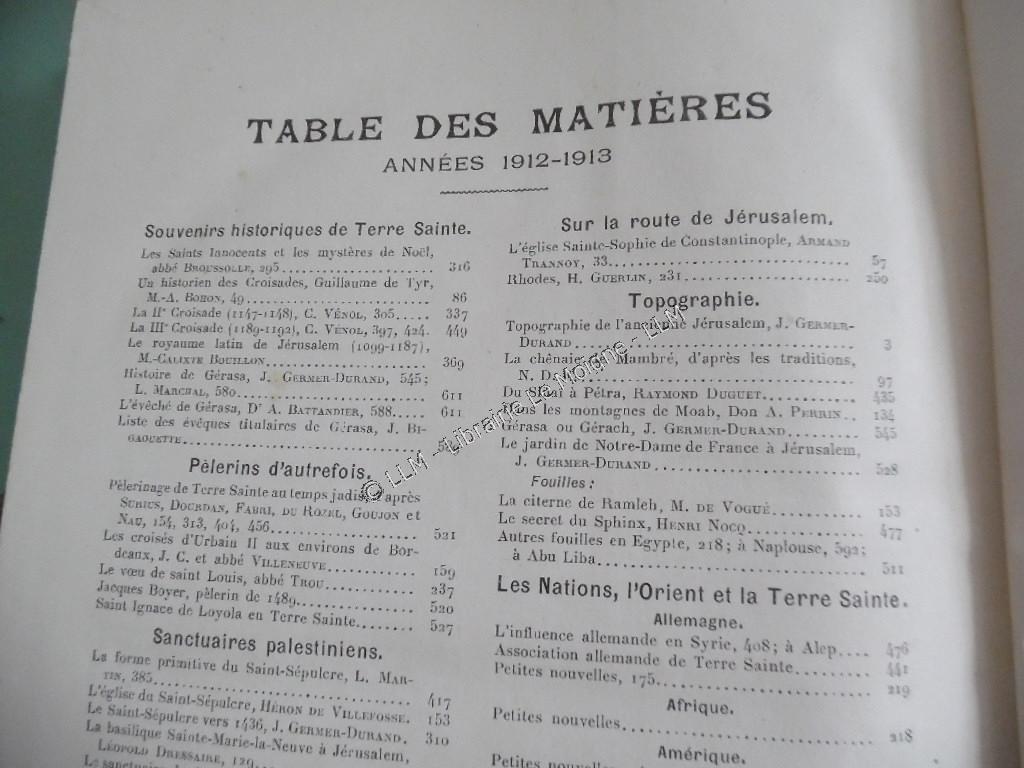 TABLE DES MATIÈRES
ANNÉES 1912-1913
Souvenirs historiques de Terre Sainte.
Les Saints Innocents et les mystères de Noël,
abbé BROUSSOLLE, 295.................... 316
Un historien des Croisades, Guillaume de Tyr,
M.-A. BOHON, 49.................... 86
La IIe Croisade (1147-1148), C. VÉNOL, 305..... 337
La IIIe Croisade (1189-1192), C. VÉNOL, 397, 424. 449
Le royaume latin de Jérusalem (1099-1187),
M.-CALIXTE BOUILLON.................... 369
Histoire de Gérasa, J. GERMER-DURAND, 545;
L. MARCHAL, 580.................... 611
L'évêché de Gérasa, Dr A. BATTANDIER, 588..... 611
Liste des évêques titulaires de Gérasa, J. BI-
GAOUETTE....................
Pèlerins d'autrefois.
Pèlerinage de Terre Sainte au temps jadis, d'après
SURIUS, DOURDAN, FABRI, DU ROZEL, GOUJON et
NAU, 154, 313, 404, 456.................... 521
Les croisés d'Urbain II aux environs de Bor-
deaux, J. C. et abbé VILLENEUVE............ 159
Le vœu de saint Louis, abbé TROU............ 237
Jacques Boyer, pèlerin de 1489............ 520
Saint Ignace de Loyola en Terre Sainte........ 527
Sanctuaires palestiniens.
La forme primitive du Saint-Sépulcre, L. MAR-
TIN, 385.................... 417
L'église du Saint-Sépulcre, HÉRON DE VILLEFOSSE. 153
Le Saint-Sépulcre vers 1436, J. GERMER-DURAND. 310
La basilique Sainte-Marie-la-Neuve à Jérusalem,
LÉOPOLD DRESSAIRE, 129....................
Le sanctuaire
Sur la route de Jérusalem.
L'église Sainte-Sophie de Constantinople, ARMAND
TRANNOY, 33.................... 57
Rhodes, H. GUERLIN, 231.................... 250
Topographie.
Topographie de l'ancienne Jérusalem, J. GERMER-
DURAND.................... 3
La chênaie de Mambré, d'après les traditions,
N. .................... 97
Du Sinaï à Pétra, RAYMOND DUGUET............ 435
Dans les montagnes de Moab, Don A. PERRIN.. 134
Gérasa ou Gérach, J. GERMER-DURAND........ 545
Le jardin de Notre-Dame de France à Jérusalem,
J. GERMER-DURAND.................... 528
Fouilles :
La citerne de Ramleh, M. DE VOGUÉ............ 153
Le secret du Sphinx, HENRI NOCQ............ 477
Autres fouilles en Egypte, 218; à Naplouse, 592;
à Abu Liba.................... 511
Les Nations, l'Orient et la Terre Sainte.
Allemagne.
L'influence allemande en Syrie, 408; à Alep.... 476
Association allemande de Terre Sainte........ 441
Petites nouvelles, 175.................... 219
Afrique.
Petites nouvelles.................... 218
Amérique.
Petites nouvelles
© LLM - Librairie Le Moigne - LLM